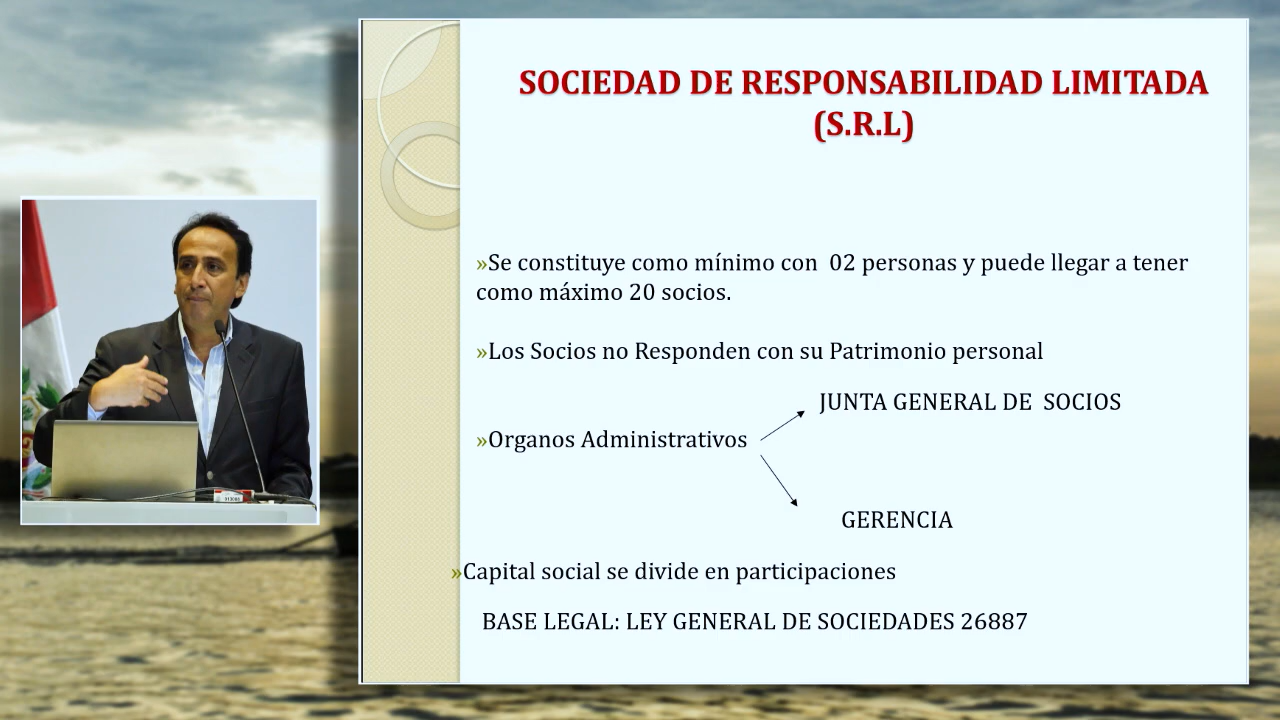 SOCIEDAD DE RESPONSABILIDAD LIMITADA
(S.R.L)
»Se constituye como mínimo con 02 personas y puede llegar a tener
como máximo 20 socios.
»Los Socios no Responden con su Patrimonio personal
JUNTA GENERAL DE SOCIOS
»Organos Administrativos
GERENCIA
»Capital social se divide en participaciones
BASE LEGAL: LEY GENERAL DE SOCIEDADES 26887